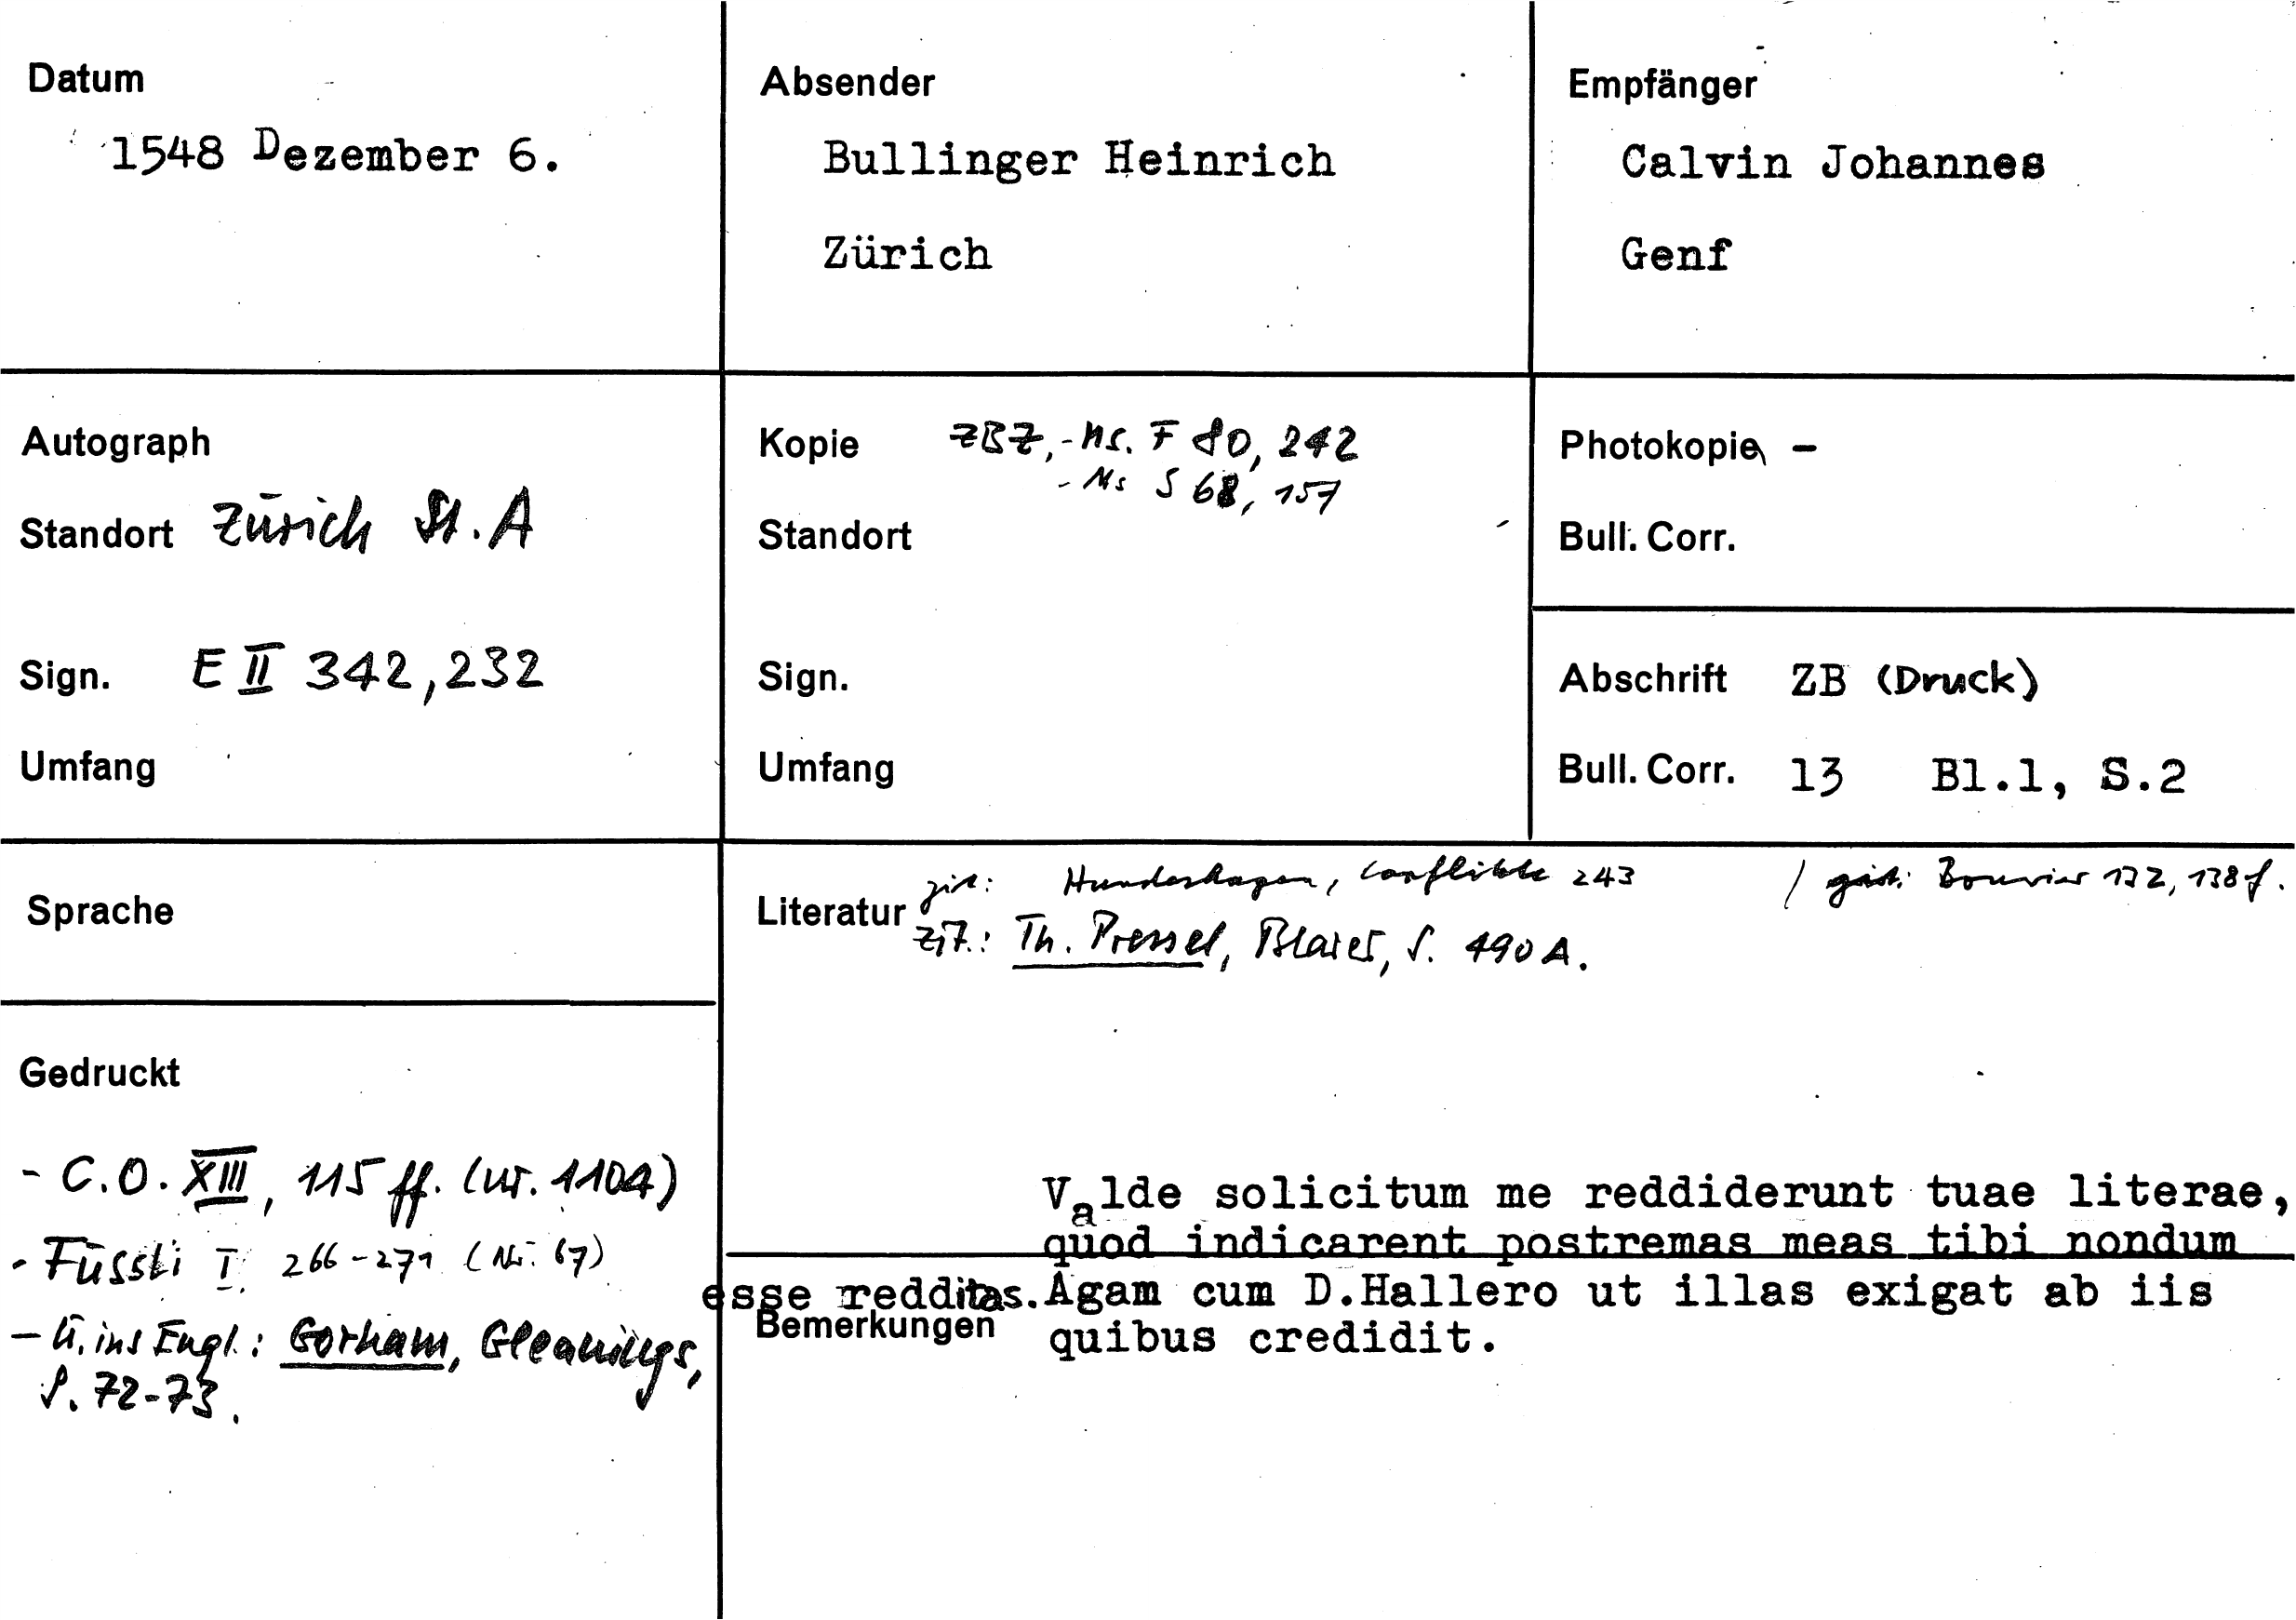 Datum
1548 Dezember 6.
Absender
Bullinger Heinrich
Zürich
Empfänger
Calvin Johannes
Genf
Autograph
Standort Zürich St.A
Sign. E II 342,232
Umfang
Kopie ZBZ,-Ms. F 80, 242
- Ms S 68, 157
Standort
Sign.
Umfang
Photokopie -
Bull. Corr.
Abschrift ZB (Druck)
Bull. Corr. 13 Bl.1, S.2
Sprache
Literatur
zit: Hundeshagen, Conflikte 243 / zit: Bouvier 132, 138 f.
zit.: Th. Pressel, Blarer, S. 490 A.
Gedruckt
- C.O. XIII, 115 ff. (nr. 1104)
- Füssli I. 266-271 (Nr. 67)
- Ü. ins Engl.: Gorham, Gleanings,
S. 72-73.
Valde solicitum me reddiderunt tuae literae,
quod indicarent postremas meas tibi nondum
esse redditas. Agam cum D.Hallero ut illas exigat ab iis
Bemerkungen quibus credidit.